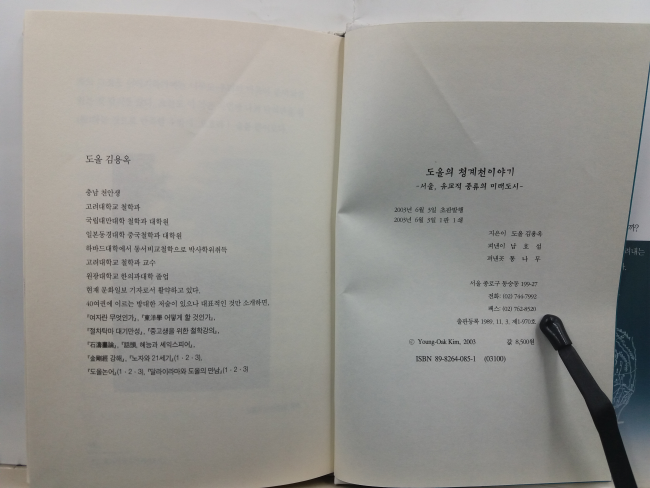 도올 김용옥
충남 천안생
고려대학교 철학과
국립대만대학 철학과 대학원
일본동경대학 중국철학과 대학원
하바드대학에서 동서비교철학으로 박사학위취득
고려대학교 철학과 교수
원광대학교 한의과대학 졸업
현재 문화일보 기자로서 활약하고 있다.
40여권에 이르는 방대한 저술이 있으나 대표적인 것만 소개하면,
『여자란 무엇인가』, 『東洋學 어떻게 할 것인가』,
『절차탁마 대기만성』, 『중고생을 위한 철학강의』,
『石濤畵論』, 『話頭, 혜능과 셰익스피어』,
『金剛經 강해』, 『노자와 21세기』(1·2·3),
『도올논어』(1·2·3), 『달라이라마와 도올의 만남』(1·2·3)
도올의 청계천이야기
-서울, 유교적 풍류의 미래도시-
2003년 6월 3일 초판발행
2003년 6월 3일 1판 1쇄
지은이 도올 김용옥
펴낸이 남 호 섭
펴낸곳 통 나 무
서울 종로구 동숭동 199-27
전화: (02) 744-7992
팩스: (02) 762-8520
출판등록 1989. 11. 3. 제1-970호
ⓒ Young-Oak Kim, 2003 값 8,500원
ISBN 89-8264-085-1 (03100)